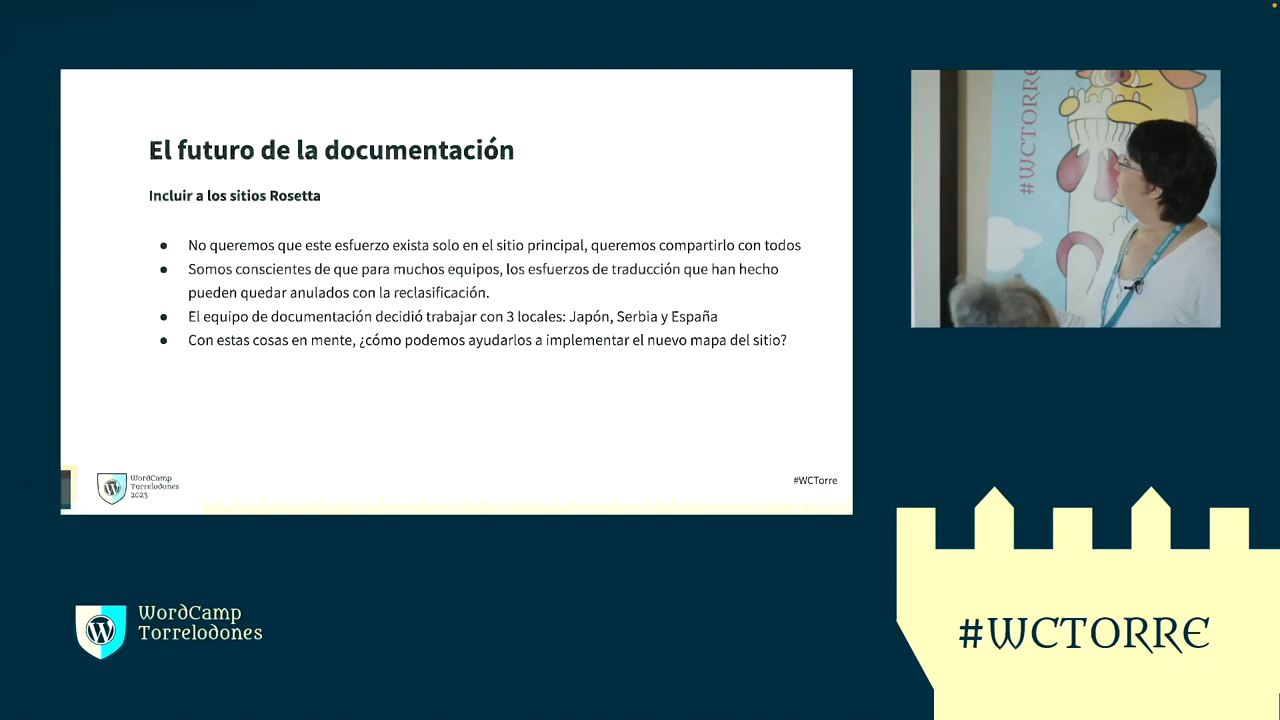 El futuro de la documentación
Incluir a los sitios Rosetta
● No queremos que este esfuerzo exista solo en el sitio principal, queremos compartirlo con todos
● Somos conscientes de que para muchos equipos, los esfuerzos de traducción que han hecho
pueden quedar anulados con la reclasificación.
● El equipo de documentación decidió trabajar con 3 locales: Japón, Serbia y España
● Con estas cosas en mente, ¿cómo podemos ayudarlos a implementar el nuevo mapa del sitio?
WordCamp
Torrelodones
2023
#WCTorre
#WCTORRE
WordCamp
Torrelodones
#WCTORRE